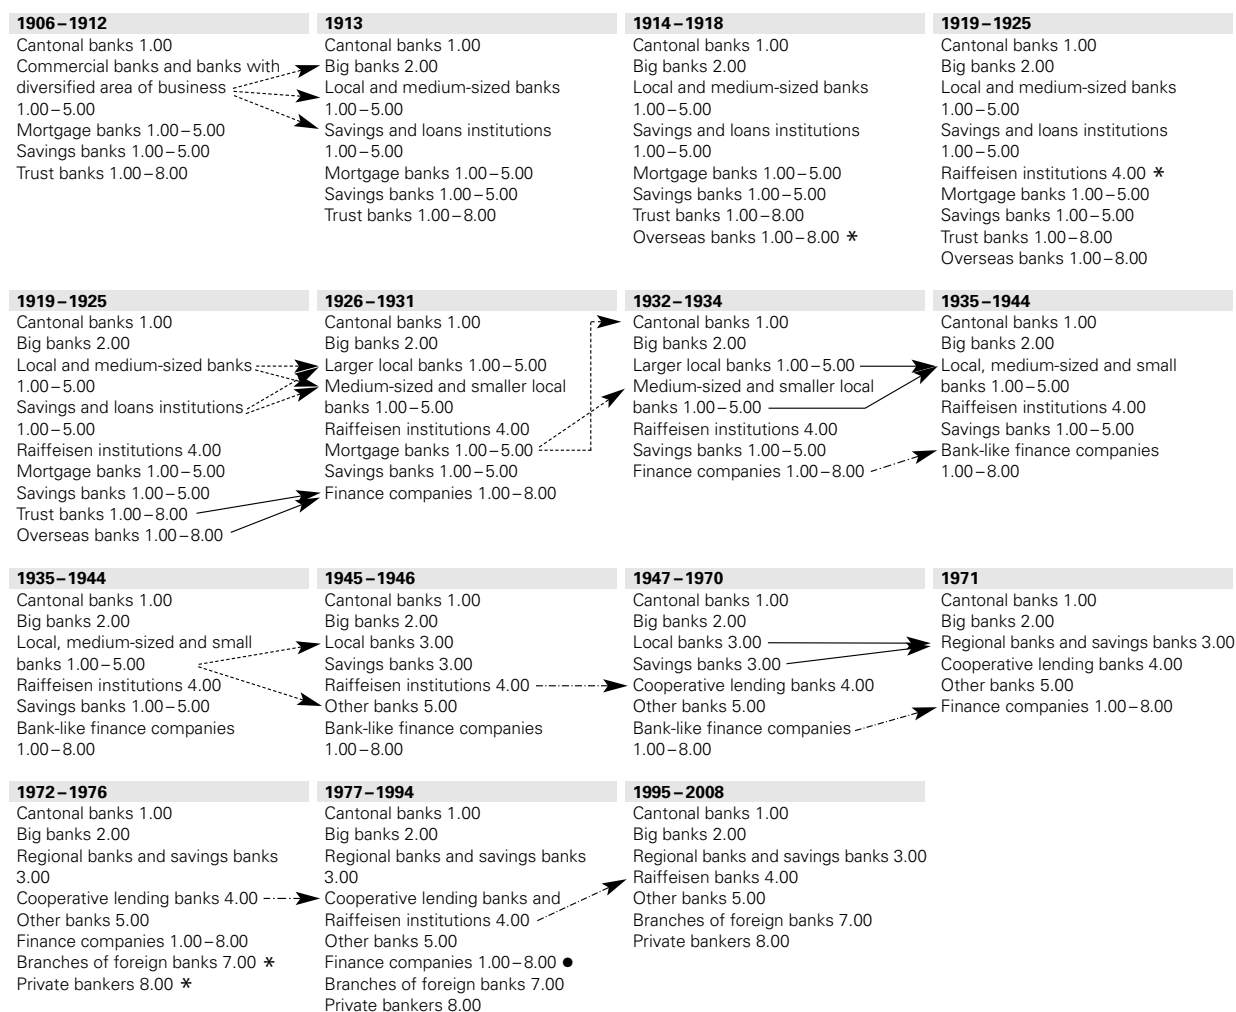 1906–1912
Cantonal banks 1.00
Commercial banks and banks with
diversified area of business
1.00–5.00
Mortgage banks 1.00–5.00
Savings banks 1.00–5.00
Trust banks 1.00–8.00
1913
Cantonal banks 1.00
Big banks 2.00
Local and medium-sized banks
1.00–5.00
Savings and loans institutions
1.00–5.00
Mortgage banks 1.00–5.00
Savings banks 1.00–5.00
Trust banks 1.00–8.00
1914–1918
Cantonal banks 1.00
Big banks 2.00
Local and medium-sized banks
1.00–5.00
Savings and loans institutions
1.00–5.00
Mortgage banks 1.00–5.00
Savings banks 1.00–5.00
Trust banks 1.00–8.00
Overseas banks 1.00–8.00 *
1919–1925
Cantonal banks 1.00
Big banks 2.00
Local and medium-sized banks
1.00–5.00
Savings and loans institutions
1.00–5.00
Raiffeisen institutions 4.00 *
Mortgage banks 1.00–5.00
Savings banks 1.00–5.00
Trust banks 1.00–8.00
Overseas banks 1.00–8.00
1919–1925
Cantonal banks 1.00
Big banks 2.00
Local and medium-sized banks
1.00–5.00
Savings and loans institutions
1.00–5.00
Raiffeisen institutions 4.00
Mortgage banks 1.00–5.00
Savings banks 1.00–5.00
Trust banks 1.00–8.00
Overseas banks 1.00–8.00
1926–1931
Cantonal banks 1.00
Big banks 2.00
Larger local banks 1.00–5.00
Medium-sized and smaller local
banks 1.00–5.00
Raiffeisen institutions 4.00
Mortgage banks 1.00–5.00
Savings banks 1.00–5.00
Finance companies 1.00–8.00
1932–1934
Cantonal banks 1.00
Big banks 2.00
Larger local banks 1.00–5.00
Medium-sized and smaller local
banks 1.00–5.00
Raiffeisen institutions 4.00
Savings banks 1.00–5.00
Finance companies 1.00–8.00
1935–1944
Cantonal banks 1.00
Big banks 2.00
Local, medium-sized and small
banks 1.00–5.00
Raiffeisen institutions 4.00
Savings banks 1.00–5.00
Bank-like finance companies
1.00–8.00
1935–1944
Cantonal banks 1.00
Big banks 2.00
Local, medium-sized and small
banks 1.00–5.00
Raiffeisen institutions 4.00
Savings banks 1.00–5.00
Bank-like finance companies
1.00–8.00
1945–1946
Cantonal banks 1.00
Big banks 2.00
Local banks 3.00
Savings banks 3.00
Raiffeisen institutions 4.00
Other banks 5.00
Bank-like finance companies
1.00–8.00
1947–1970
Cantonal banks 1.00
Big banks 2.00
Local banks 3.00
Savings banks 3.00
Cooperative lending banks 4.00
Other banks 5.00
Bank-like finance companies
1.00–8.00
1971
Cantonal banks 1.00
Big banks 2.00
Regional banks and savings banks 3.00
Cooperative lending banks 4.00
Other banks 5.00
Finance companies 1.00–8.00
1972–1976
Cantonal banks 1.00
Big banks 2.00
Regional banks and savings banks
3.00
Cooperative lending banks 4.00
Other banks 5.00
Finance companies 1.00–8.00
Branches of foreign banks 7.00 *
Private bankers 8.00 *
1977–1994
Cantonal banks 1.00
Big banks 2.00
Regional banks and savings banks
3.00
Cooperative lending banks and
Raiffeisen institutions 4.00
Other banks 5.00
Finance companies 1.00–8.00 ●
Branches of foreign banks 7.00
Private bankers 8.00
1995–2008
Cantonal banks 1.00
Big banks 2.00
Regional banks and savings banks 3.00
Raiffeisen banks 4.00
Other banks 5.00
Branches of foreign banks 7.00
Private bankers 8.00